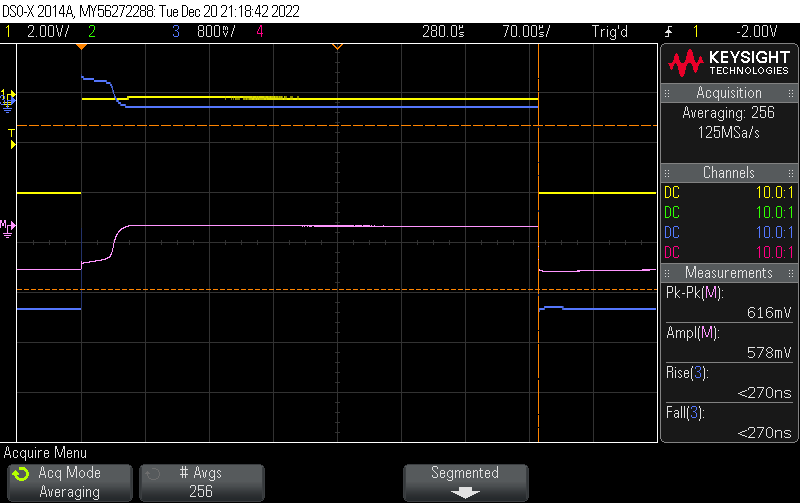 DSO-X 2014A, MY56272288: Tue Dec 20 21:18:42 2022
1 2.00V/ 2 3 800mV/ 4 280.0s 70.00s/ Trig'd 1 -2.00V
KEYSIGHT
TECHNOLOGIES
Acquisition
Averaging: 256
125MSa/s
Channels
DC 10.0:1
DC 10.0:1
DC 10.0:1
DC 10.0:1
Measurements
Pk-Pk(M):
616mV
Ampl(M):
578mV
Rise(3):
<270ns
Fall(3):
<270ns
1
T
M
Acquire Menu
Acq Mode
Averaging
# Avgs
256
Segmented